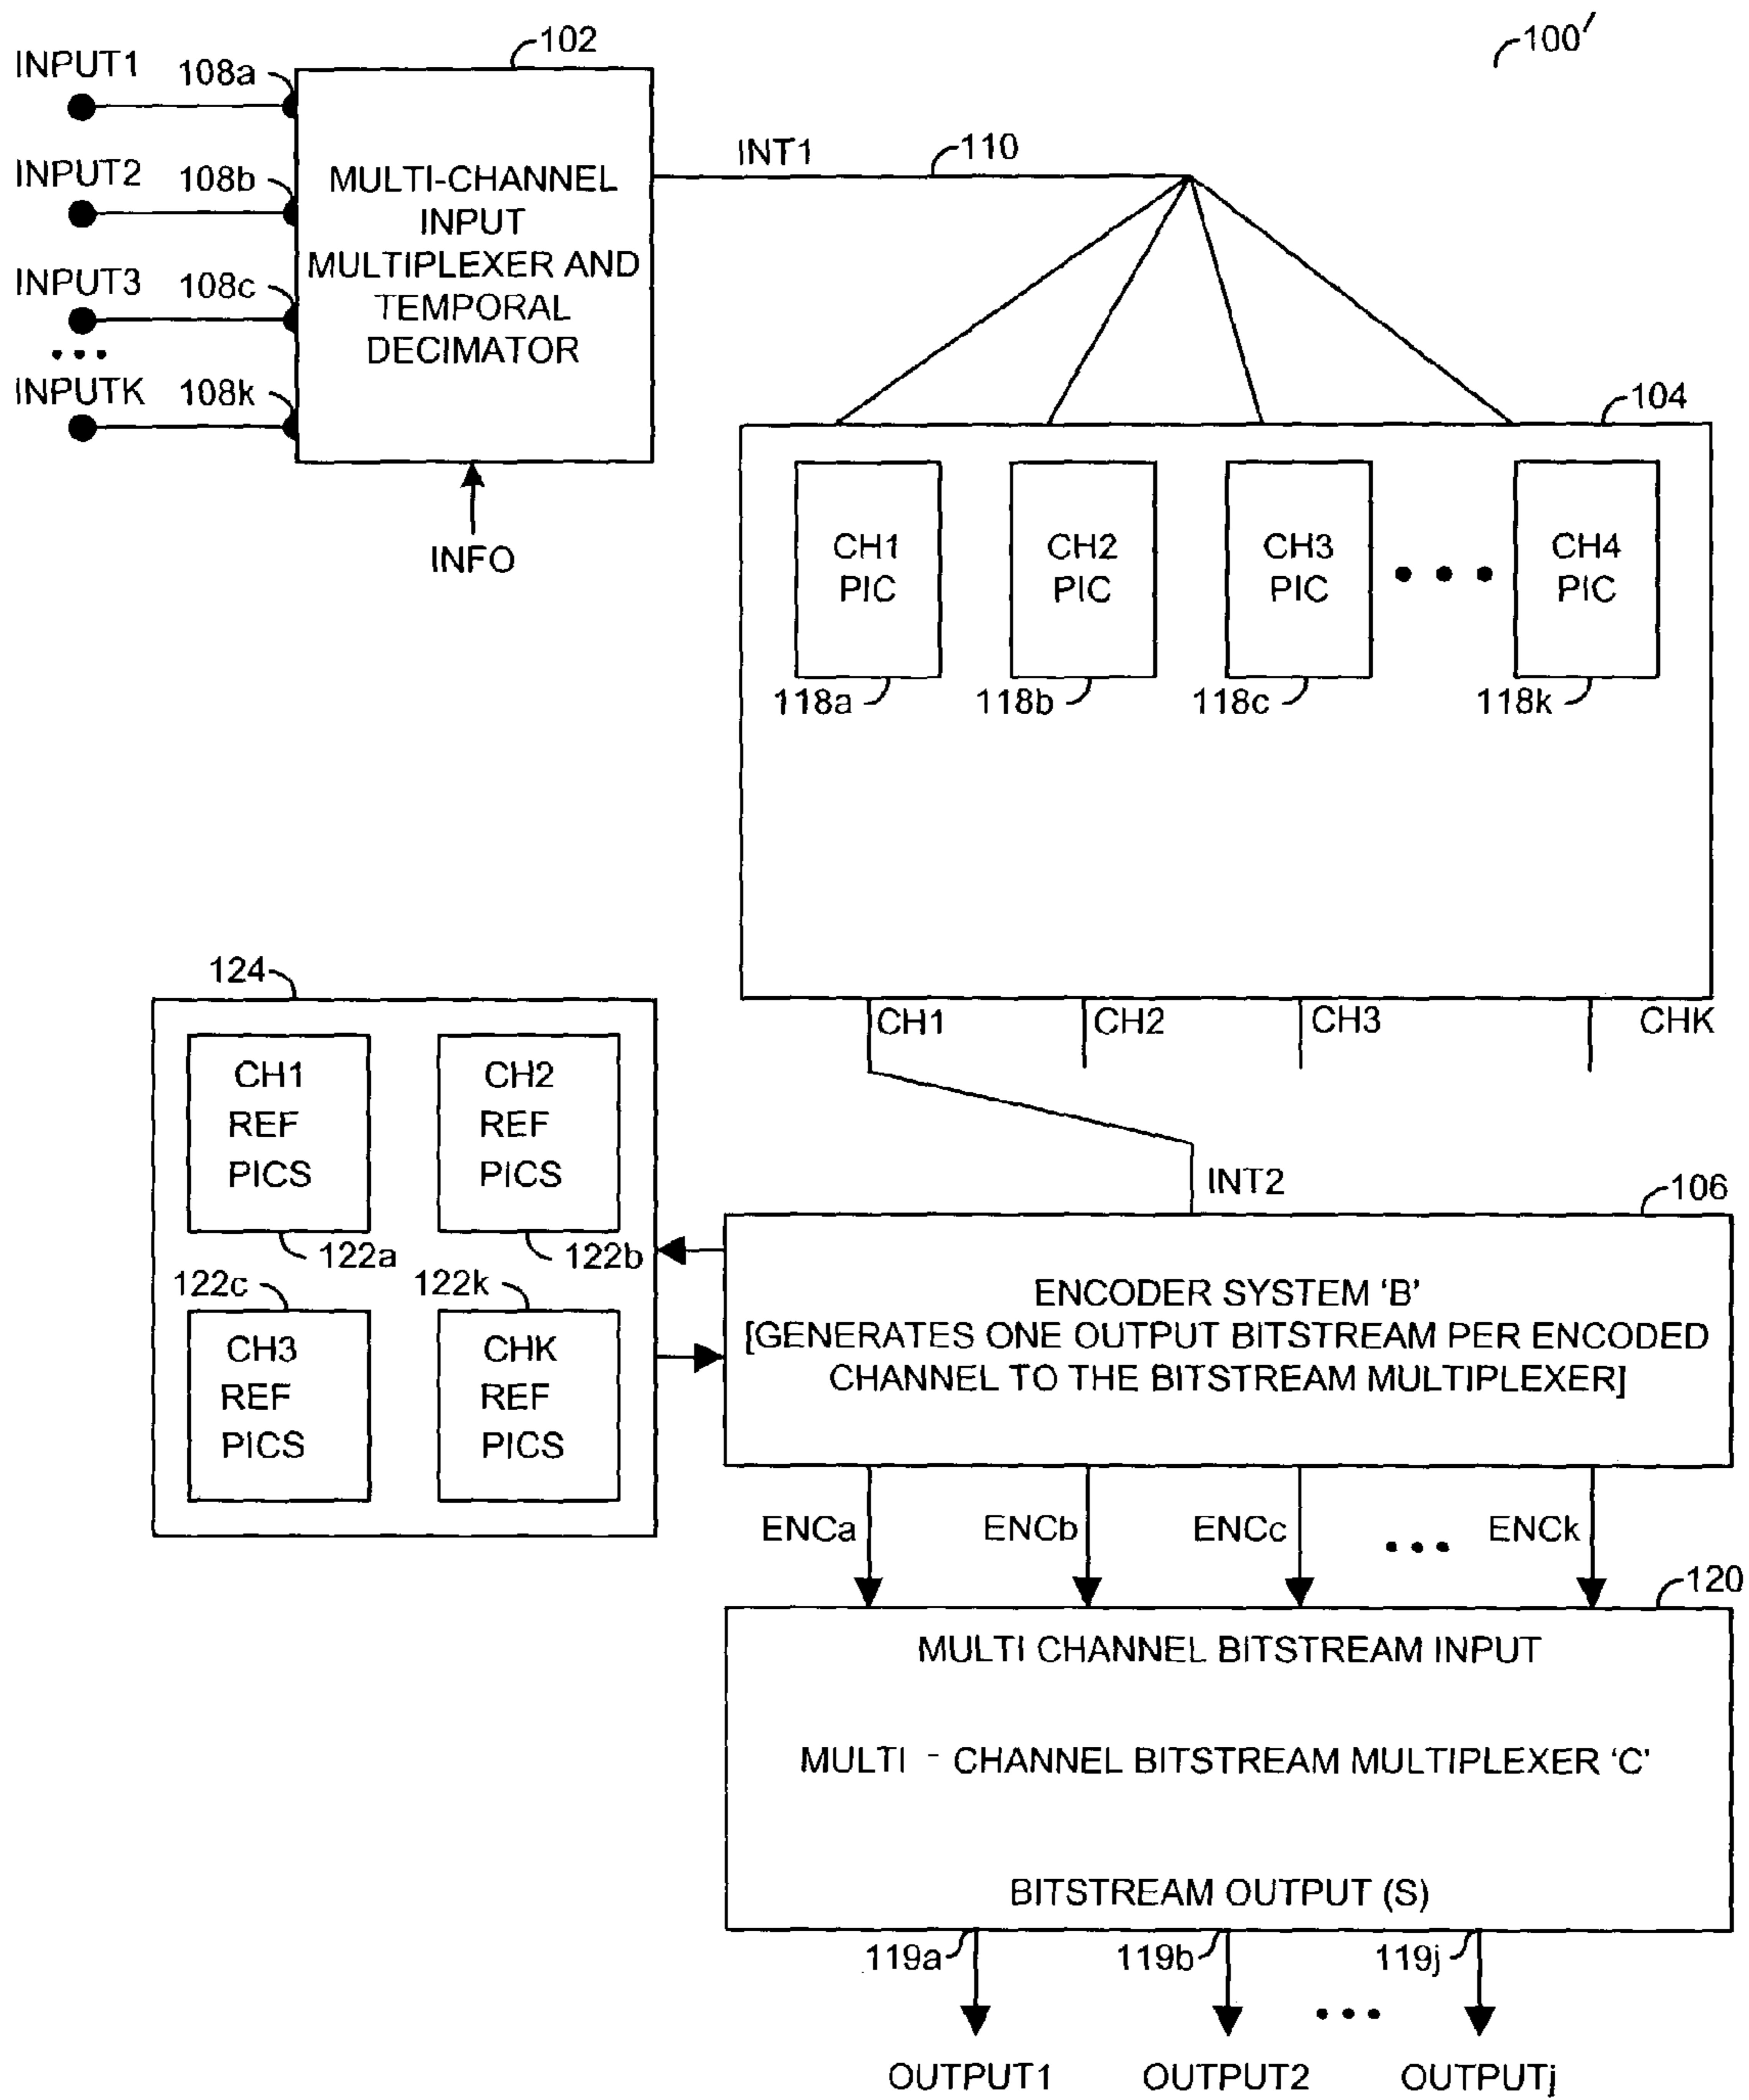 100'
102
INPUT1
108a
INPUT2
108b
INPUT3
108c
...
INPUTK
108k
MULTI-CHANNEL
INPUT
MULTIPLEXER AND
TEMPORAL
DECIMATOR
INFO
INT1
110
104
CH1
PIC
118a
CH2
PIC
118b
CH3
PIC
118c
• • •
CH4
PIC
118k
CH1
CH2
CH3
CHK
124
CH1
REF
PICS
122a
CH2
REF
PICS
122b
122c
CH3
REF
PICS
122k
CHK
REF
PICS
INT2
106
ENCODER SYSTEM ‘B’
[GENERATES ONE OUTPUT BITSTREAM PER ENCODED
CHANNEL TO THE BITSTREAM MULTIPLEXER]
ENCa
ENCb
ENCc
...
ENCk
120
MULTI CHANNEL BITSTREAM INPUT
MULTI - CHANNEL BITSTREAM MULTIPLEXER ‘C’
BITSTREAM OUTPUT (S)
119a
119b
119j
...
OUTPUT1
OUTPUT2
OUTPUTj